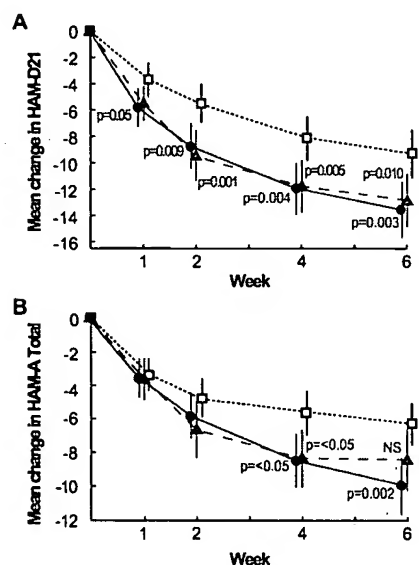 A
Mean change in HAM-D21
0
-2
-4
-6
-8
-10
-12
-14
-16
p=0.05
p=0.009
p=0.001
p=0.004
p=0.005
p=0.010
p=0.003
1 2 4 6
Week
B
Mean change in HAM-A Total
0
-2
-4
-6
-8
-10
-12
p=<0.05
p=<0.05
NS
p=0.002
1 2 4 6
Week